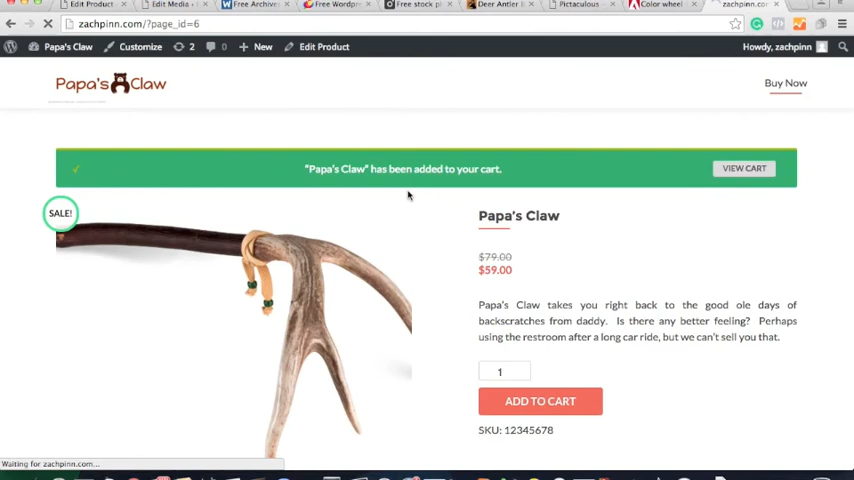 Edit Product
Edit Media
Free Archives
Free Wordpre
Free stock p
Deer Antler
Pictaculous
Color wheel
zachpinn.com/
zachpinn.com/?page_id=6
Papa's Claw
Customize
2
New
Edit Product
Howdy, zachpinn
Papa's Claw
Buy Now
"Papa's Claw" has been added to your cart.
VIEW CART
SALE!
Papa's Claw
$79.00
$59.00
Papa's Claw takes you right back to the good ole days of
backscratches from daddy. Is there any better feeling? Perhaps
using the restroom after a long car ride, but we can't sell you that.
1
ADD TO CART
SKU: 12345678
Waiting for zachpinn.com...